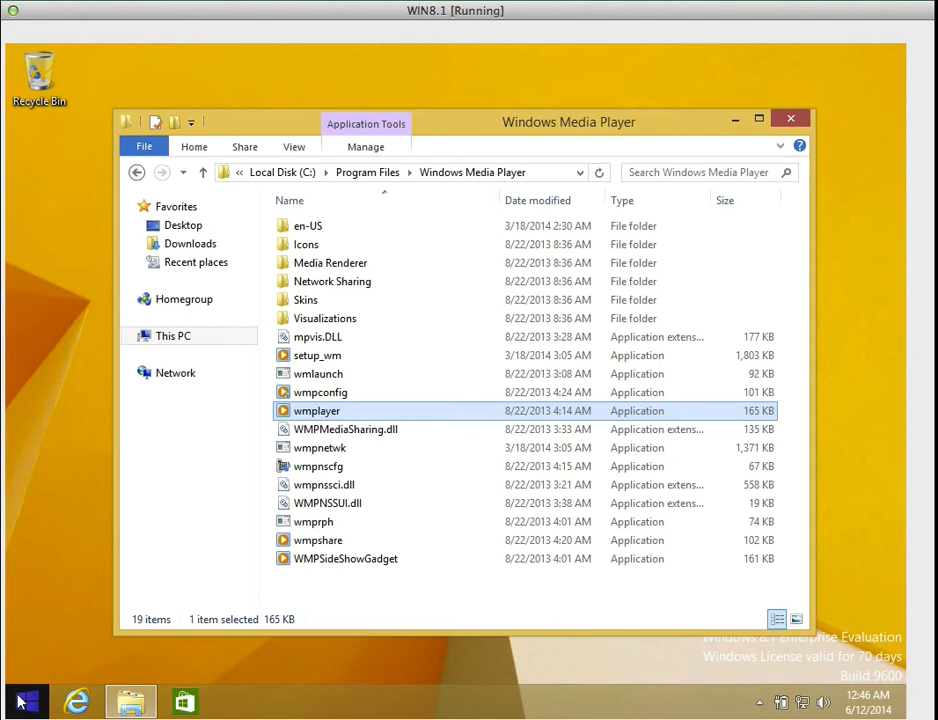 WIN8.1 [Running]
Recycle Bin
Application Tools
Windows Media Player
File
Home
Share
View
Manage
« Local Disk (C:) Program Files Windows Media Player
Search Windows Media Player
Name
Date modified
Type
Size
Favorites
Desktop
Downloads
Recent places
Homegroup
This PC
Network
en-US 3/18/2014 2:30 AM File folder
Icons 8/22/2013 8:36 AM File folder
Media Renderer 8/22/2013 8:36 AM File folder
Network Sharing 8/22/2013 8:36 AM File folder
Skins 8/22/2013 8:36 AM File folder
Visualizations 8/22/2013 8:36 AM File folder
mpvis.DLL 8/22/2013 3:28 AM Application extens... 177 KB
setup_wm 3/18/2014 3:05 AM Application 1,803 KB
wmlaunch 8/22/2013 3:08 AM Application 92 KB
wmpconfig 8/22/2013 4:24 AM Application 101 KB
wmplayer 8/22/2013 4:14 AM Application 165 KB
WMPMediaSharing.dll 8/22/2013 3:33 AM Application extens... 135 KB
wmpnetwk 3/18/2014 3:05 AM Application 1,371 KB
wmpnscfg 8/22/2013 4:15 AM Application 67 KB
wmpnssci.dll 8/22/2013 3:21 AM Application extens... 558 KB
WMPNSSUI.dll 8/22/2013 3:38 AM Application extens... 19 KB
wmprph 8/22/2013 4:01 AM Application 74 KB
wmpshare 8/22/2013 4:20 AM Application 102 KB
WMPSideShowGadget 8/22/2013 4:01 AM Application 161 KB
19 items 1 item selected 165 KB
Windows 8.1 Enterprise Evaluation
Windows License valid for 70 days
Build 9600
12:46 AM
6/12/2014